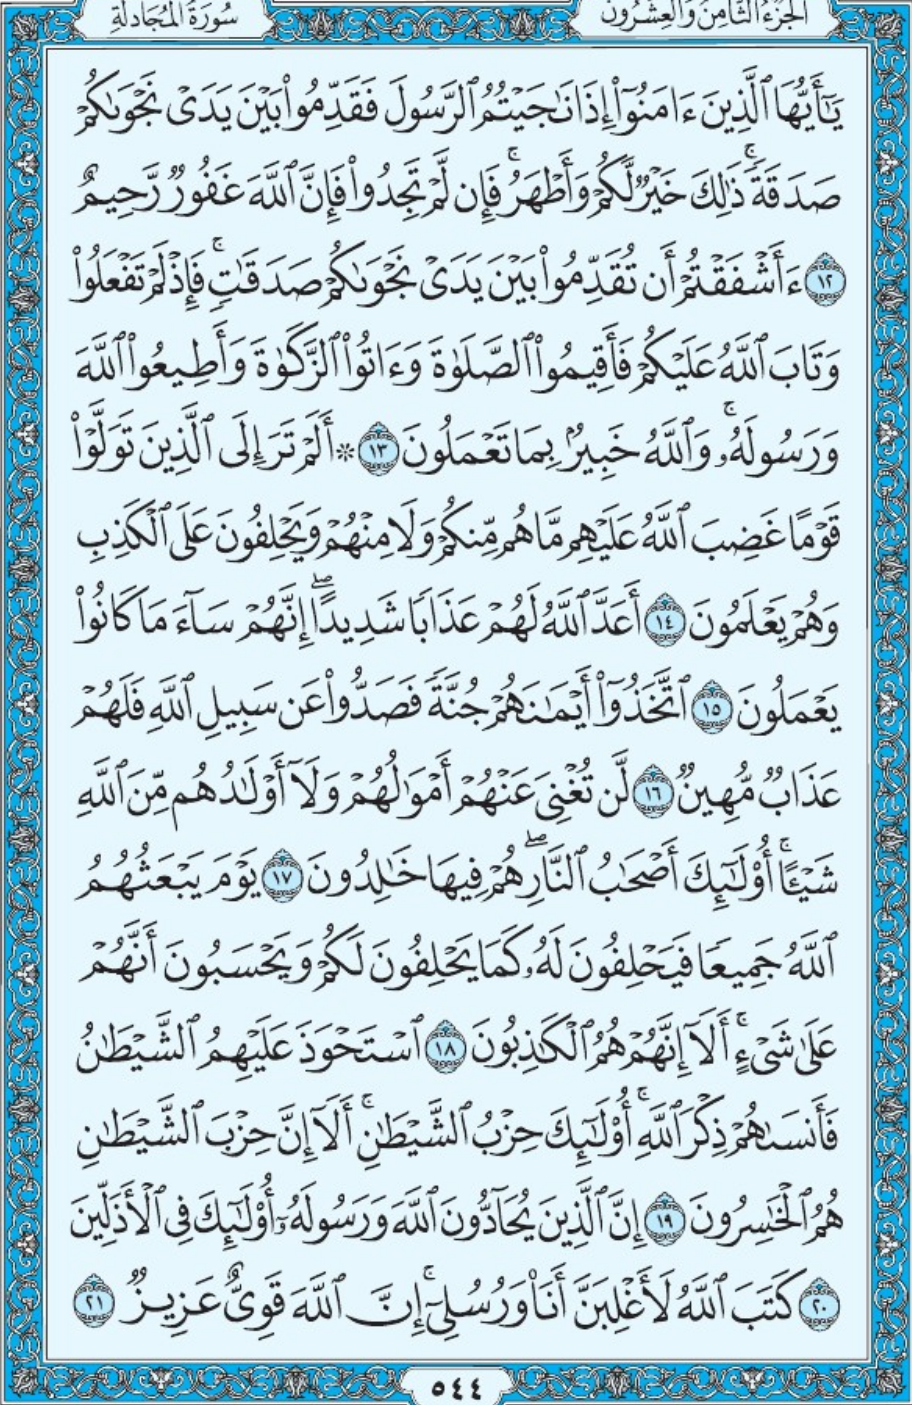 الجزء الثامن والعشرون
سورة المجادلة
يَـٰٓأَيُّهَا ٱلَّذِينَ ءَامَنُوٓا۟ إِذَا نَـٰجَيْتُمُ ٱلرَّسُولَ فَقَدِّمُوا۟ بَيْنَ يَدَىْ نَجْوَىٰكُمْ
صَدَقَةً ۚ ذَٰلِكَ خَيْرٌ لَّكُمْ وَأَطْهَرُ ۚ فَإِن لَّمْ تَجِدُوا۟ فَإِنَّ ٱللَّهَ غَفُورٌ رَّحِيمٌ
١٢ ءَأَشْفَقْتُمْ أَن تُقَدِّمُوا۟ بَيْنَ يَدَىْ نَجْوَىٰكُمْ صَدَقَـٰتٍ ۚ فَإِذْ لَمْ تَفْعَلُوا۟
وَتَابَ ٱللَّهُ عَلَيْكُمْ فَأَقِيمُوا۟ ٱلصَّلَوٰةَ وَءَاتُوا۟ ٱلزَّكَوٰةَ وَأَطِيعُوا۟ ٱللَّهَ
وَرَسُولَهُۥ ۚ وَٱللَّهُ خَبِيرٌۢ بِمَا تَعْمَلُونَ ١٣ ۞ أَلَمْ تَرَ إِلَى ٱلَّذِينَ تَوَلَّوْا۟
قَوْمًا غَضِبَ ٱللَّهُ عَلَيْهِم مَّا هُم مِّنكُمْ وَلَا مِنْهُمْ وَيَحْلِفُونَ عَلَى ٱلْكَذِبِ
وَهُمْ يَعْلَمُونَ ١٤ أَعَدَّ ٱللَّهُ لَهُمْ عَذَابًا شَدِيدًا ۖ إِنَّهُمْ سَآءَ مَا كَانُوا۟
يَعْمَلُونَ ١٥ ٱتَّخَذُوٓا۟ أَيْمَـٰنَهُمْ جُنَّةً فَصَدُّوا۟ عَن سَبِيلِ ٱللَّهِ فَلَهُمْ
عَذَابٌ مُّهِينٌ ١٦ لَّن تُغْنِىَ عَنْهُمْ أَمْوَٰلُهُمْ وَلَآ أَوْلَـٰدُهُم مِّنَ ٱللَّهِ
شَيْـًٔا ۚ أُو۟لَـٰٓئِكَ أَصْحَـٰبُ ٱلنَّارِ ۖ هُمْ فِيهَا خَـٰلِدُونَ ١٧ يَوْمَ يَبْعَثُهُمُ
ٱللَّهُ جَمِيعًا فَيَحْلِفُونَ لَهُۥ كَمَا يَحْلِفُونَ لَكُمْ وَيَحْسَبُونَ أَنَّهُمْ
عَلَىٰ شَىْءٍ ۚ أَلَآ إِنَّهُمْ هُمُ ٱلْكَـٰذِبُونَ ١٨ ٱسْتَحْوَذَ عَلَيْهِمُ ٱلشَّيْطَـٰنُ
فَأَنسَىٰهُمْ ذِكْرَ ٱللَّهِ ۚ أُو۟لَـٰٓئِكَ حِزْبُ ٱلشَّيْطَـٰنِ ۚ أَلَآ إِنَّ حِزْبَ ٱلشَّيْطَـٰنِ
هُمُ ٱلْخَـٰسِرُونَ ١٩ إِنَّ ٱلَّذِينَ يُحَآدُّونَ ٱللَّهَ وَرَسُولَهُۥٓ أُو۟لَـٰٓئِكَ فِى ٱلْأَذَلِّينَ
٢٠ كَتَبَ ٱللَّهُ لَأَغْلِبَنَّ أَنَا۠ وَرُسُلِىٓ ۚ إِنَّ ٱللَّهَ قَوِىٌّ عَزِيزٌ ٢١
٥٤٤